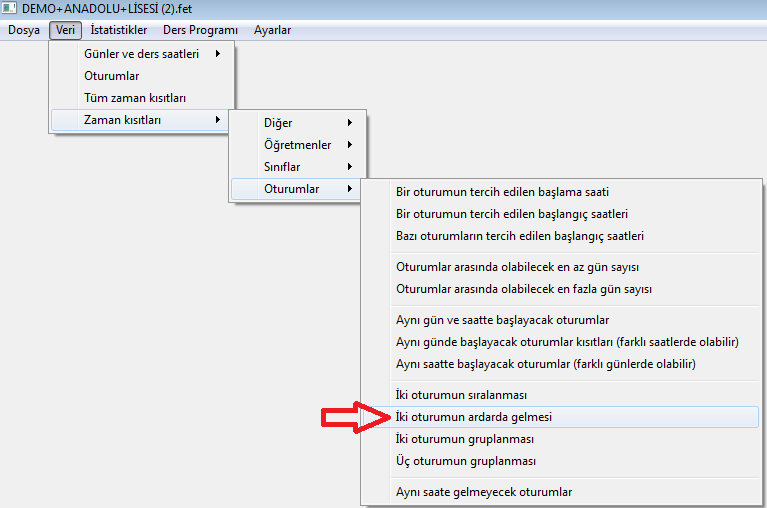 DEMO+ANADOLU+LİSESİ (2).fet
Dosya Veri İstatistikler Ders Programı Ayarlar
Günler ve ders saatleri
Oturumlar
Tüm zaman kısıtları
Zaman kısıtları
Diğer
Öğretmenler
Sınıflar
Oturumlar
Bir oturumun tercih edilen başlama saati
Bir oturumun tercih edilen başlangıç saatleri
Bazı oturumların tercih edilen başlangıç saatleri
Oturumlar arasında olabilecek en az gün sayısı
Oturumlar arasında olabilecek en fazla gün sayısı
Aynı gün ve saatte başlayacak oturumlar
Aynı günde başlayacak oturumlar kısıtları (farklı saatlerde olabilir)
Aynı saatte başlayacak oturumlar (farklı günlerde olabilir)
İki oturumun sıralanması
İki oturumun ardarda gelmesi
İki oturumun gruplanması
Üç oturumun gruplanması
Aynı saate gelmeyecek oturumlar